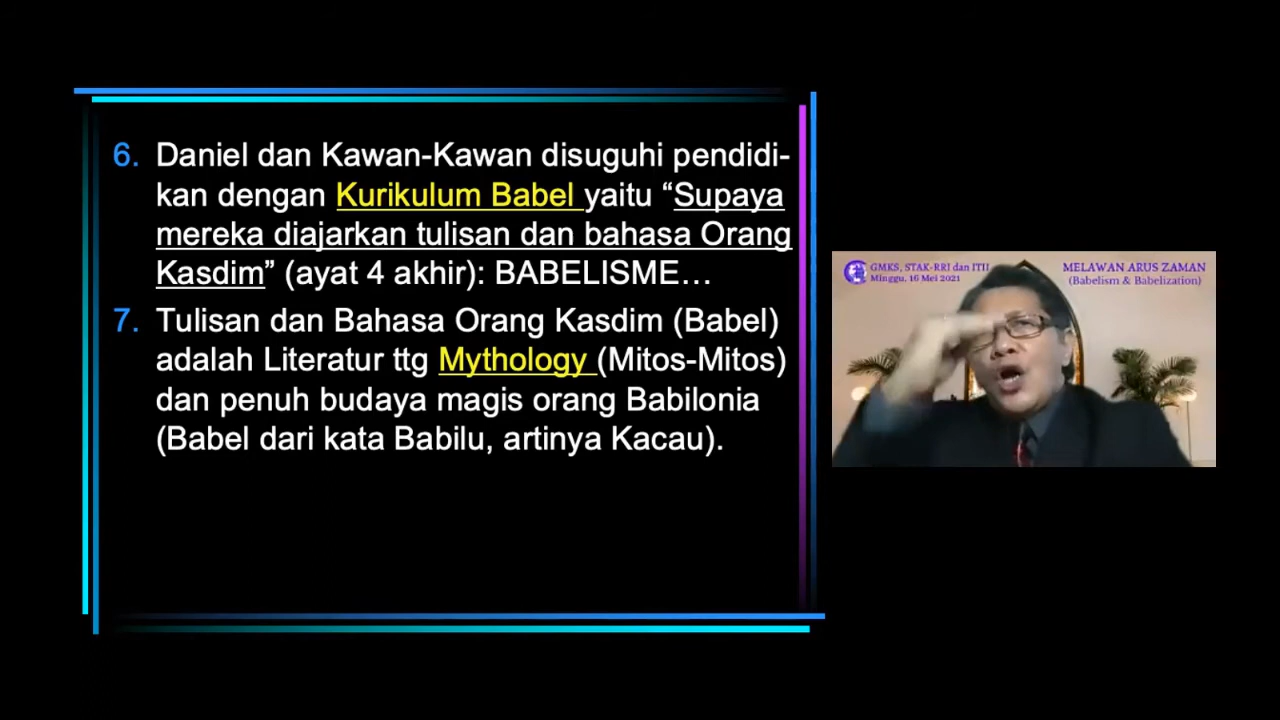 6. Daniel dan Kawan-Kawan disuguhi pendidi-
kan dengan Kurikulum Babel yaitu “Supaya
mereka diajarkan tulisan dan bahasa Orang
Kasdim” (ayat 4 akhir): BABELISME…
7. Tulisan dan Bahasa Orang Kasdim (Babel)
adalah Literatur ttg Mythology (Mitos-Mitos)
dan penuh budaya magis orang Babilonia
(Babel dari kata Babilu, artinya Kacau).
GMKS, STAK-RRI dan ITII
Minggu, 16 Mei 2021
MELAWAN ARUS ZAMAN
(Babelism & Babelization)